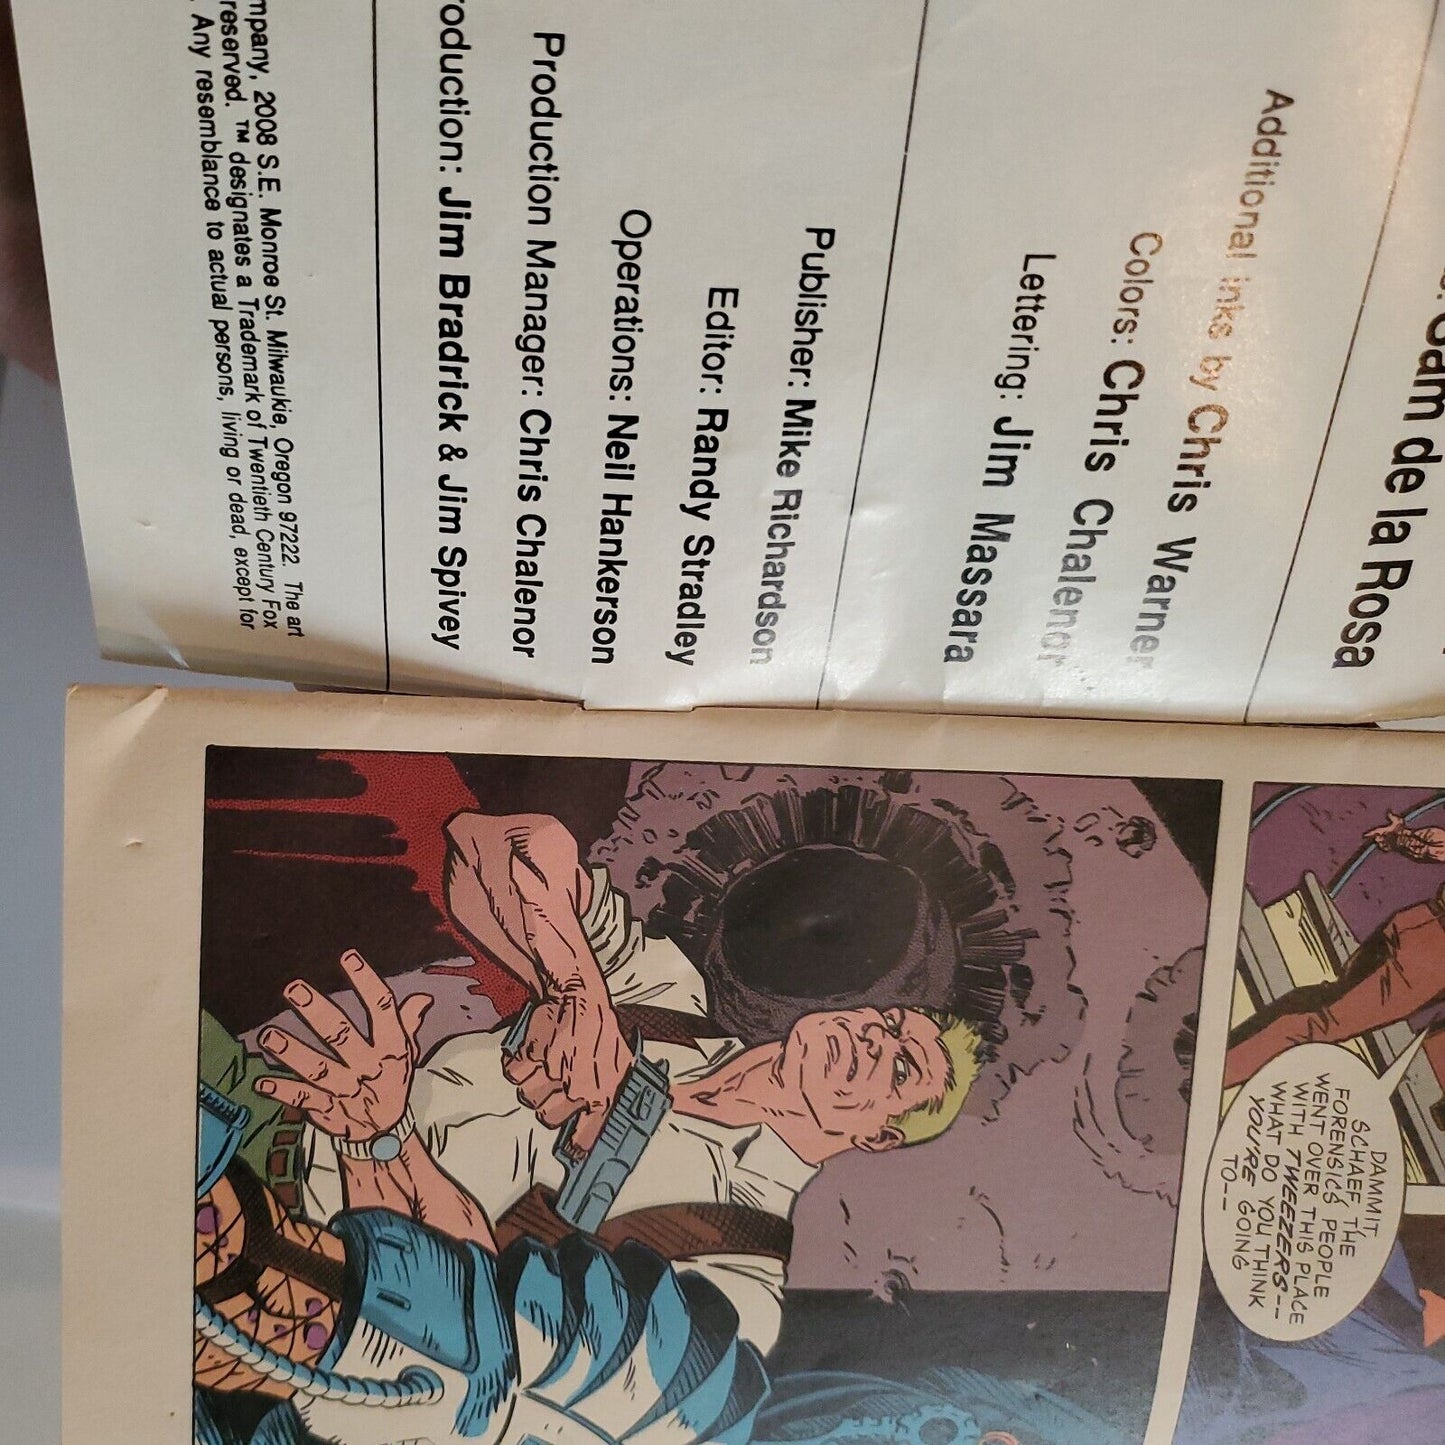 Sam de la Rosa
Additional inks by Chris Warner
Colors: Chris Chalenor
Lettering: Jim Massara
Publisher: Mike Richardson
Editor: Randy Stradley
Operations: Neil Hankerson
Production Manager: Chris Chalenor
roduction: Jim Bradrick & Jim Spivey
mpany, 2008 S.E. Monroe St. Milwaukie, Oregon 97222. The art
reserved. ™ designates a Trademark of Twentieth Century Fox
Any resemblance to actual persons, living or dead, except for
DAMMIT
SCHAEF, THE
FORENSICS PEOPLE
WENT OVER THIS PLACE
WITH TWEEZERS--
WHAT DO YOU THINK
YOU'RE GOING
TO--